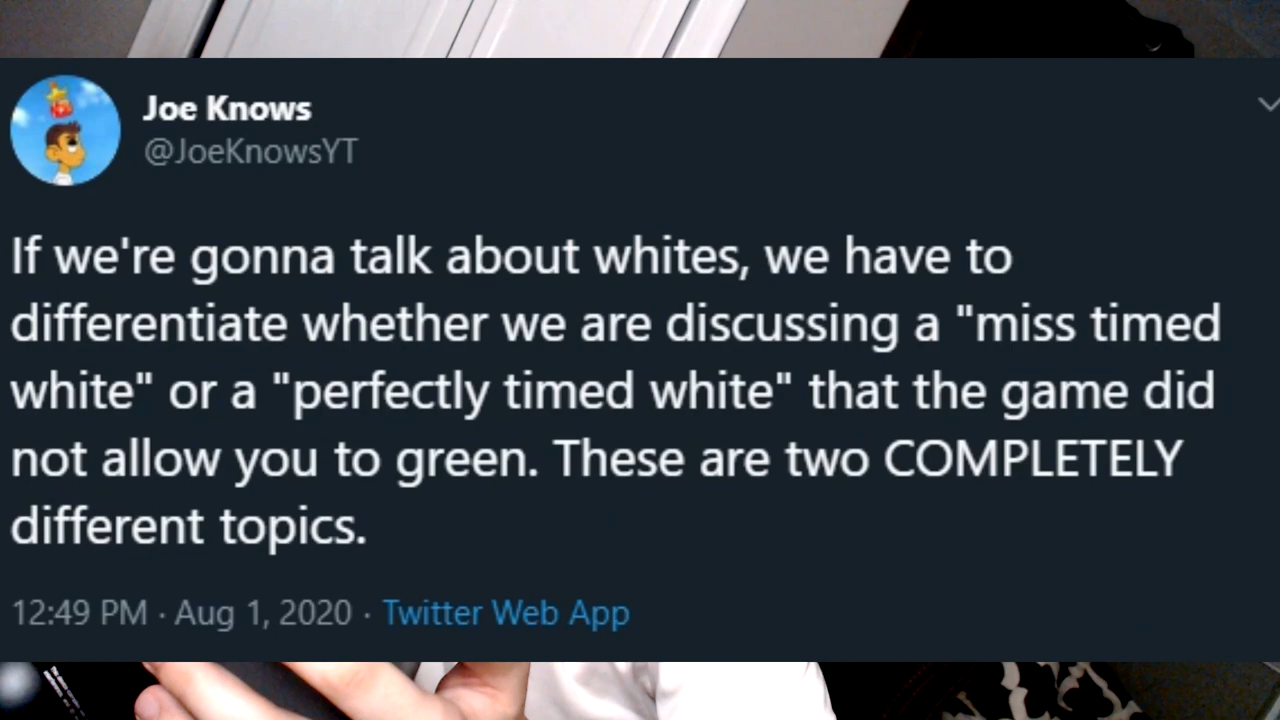 Joe Knows
@JoeKnowsYT
If we're gonna talk about whites, we have to
differentiate whether we are discussing a "miss timed
white" or a "perfectly timed white" that the game did
not allow you to green. These are two COMPLETELY
different topics.
12:49 PM · Aug 1, 2020 · Twitter Web App